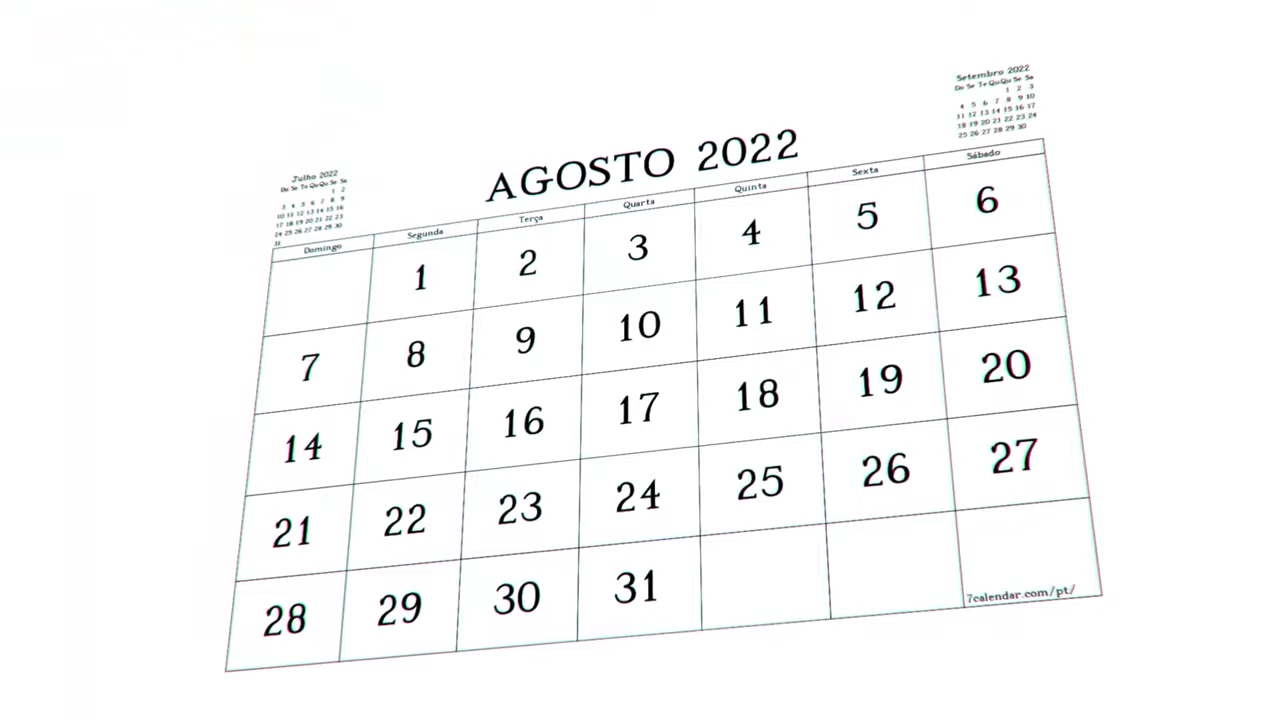 Setembro 2022
Do Se Te Qu Qu Se Sa
1 2 3
4 5 6 7 8 9 10
11 12 13 14 15 16 17
18 19 20 21 22 23 24
25 26 27 28 29 30
Julho 2022
Do Se Te Qu Qu Se Sa
1 2
3 4 5 6 7 8 9
10 11 12 13 14 15 16
17 18 19 20 21 22 23
24 25 26 27 28 29 30
31
AGOSTO 2022
Domingo Segunda Terça Quarta Quinta Sexta Sábado
1 2 3 4 5 6
7 8 9 10 11 12 13
14 15 16 17 18 19 20
21 22 23 24 25 26 27
28 29 30 31
7calendar.com/pt/